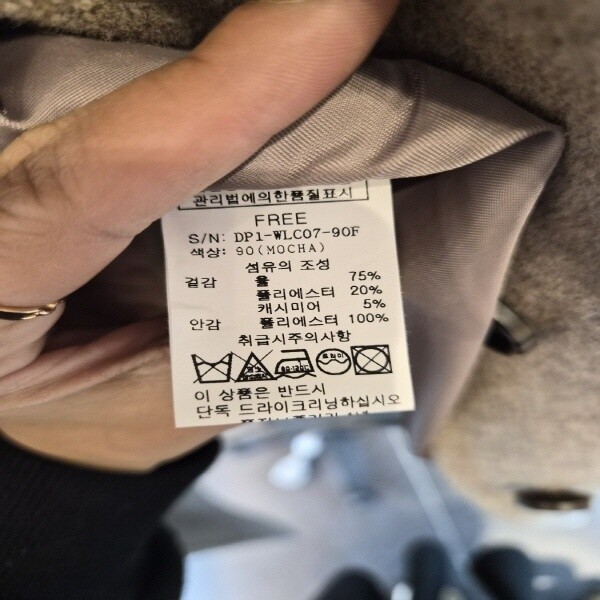 관리법에의한품질표시
FREE
S/N: DP1-WLC07-90F
색상: 90(MOCHA)
섬유의 조성
겉감 울 75%
폴리에스터 20%
캐시미어 5%
안감 폴리에스터 100%
취급시주의사항
드라이
이 상품은 반드시
단독 드라이크리닝하십시오